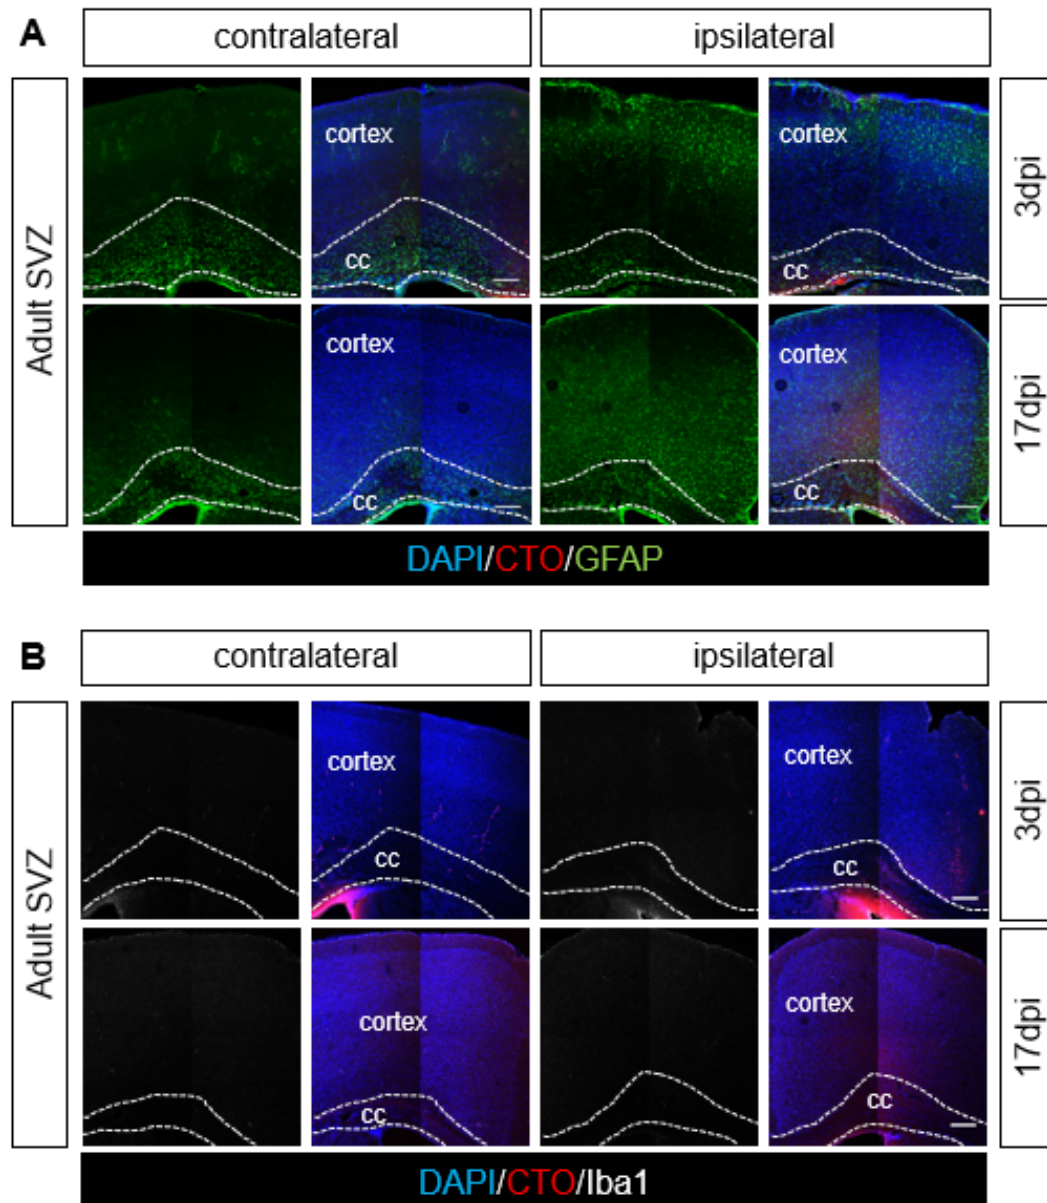 A
contralateral
ipsilateral
Adult SVZ
cortex
cc
cortex
cc
3dpi
cortex
cc
cortex
cc
17dpi
DAPI/CTO/GFAP
B
contralateral
ipsilateral
Adult SVZ
cortex
cc
cortex
cc
3dpi
cortex
cc
cortex
cc
17dpi
DAPI/CTO/Iba1